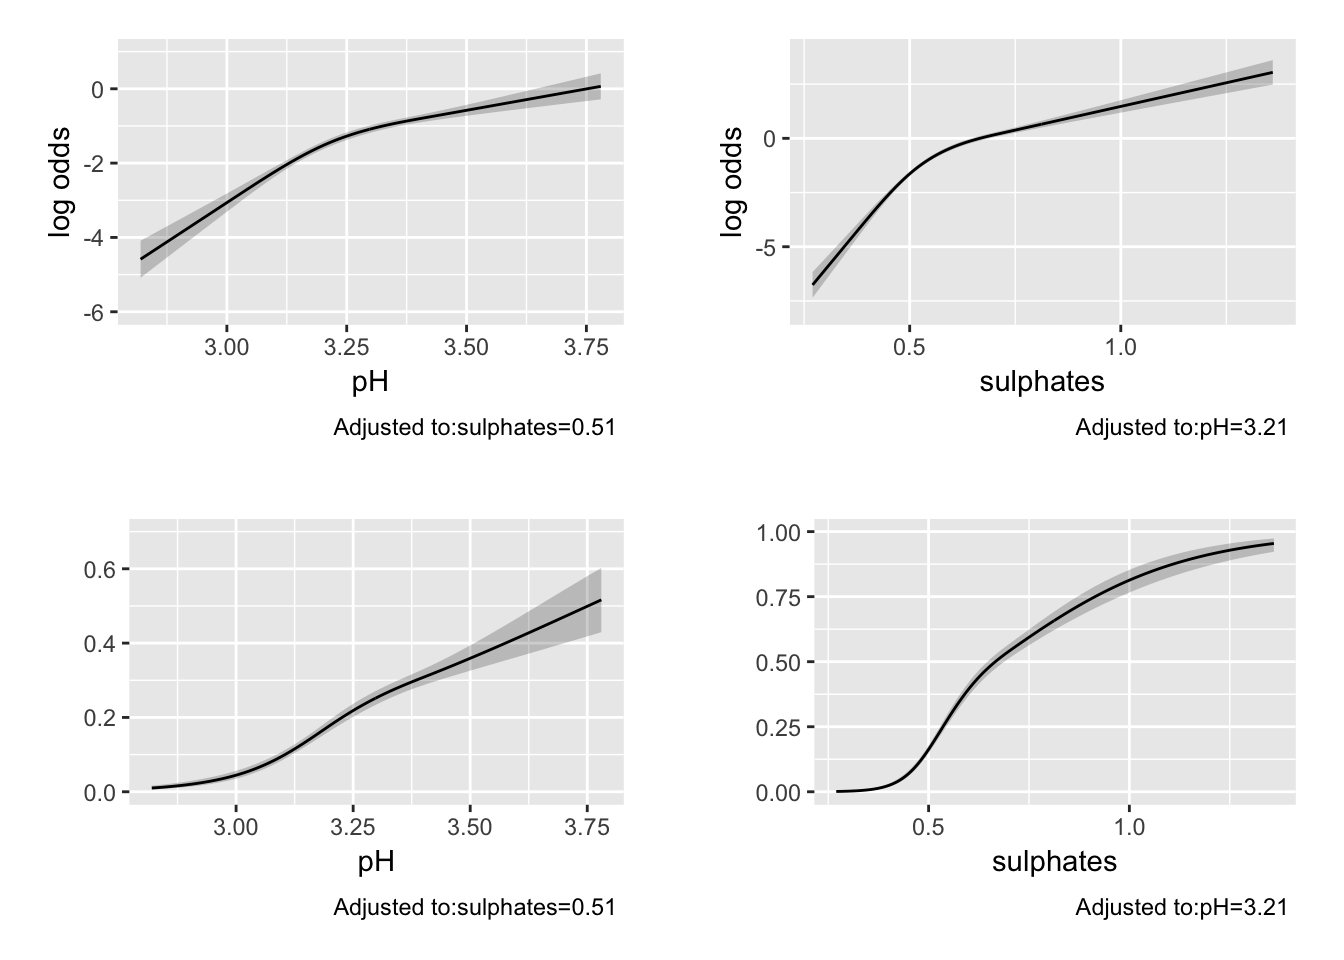 log odds
0
-2
-4
-6
3.00 3.25 3.50 3.75
pH
Adjusted to:sulphates=0.51
log odds
0
-5
0.5 1.0
sulphates
Adjusted to:pH=3.21
0.6
0.4
0.2
0.0
3.00 3.25 3.50 3.75
pH
Adjusted to:sulphates=0.51
1.00
0.75
0.50
0.25
0.00
0.5 1.0
sulphates
Adjusted to:pH=3.21